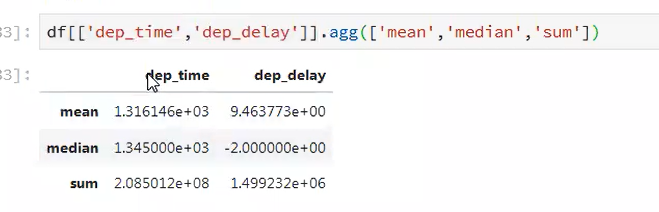 33]: df[['dep_time','dep_delay']].agg(['mean','median','sum'])
33]:
dep_time dep_delay
mean 1.316146e+03 9.463773e+00
median 1.345000e+03 -2.000000e+00
sum 2.085012e+08 1.499232e+06